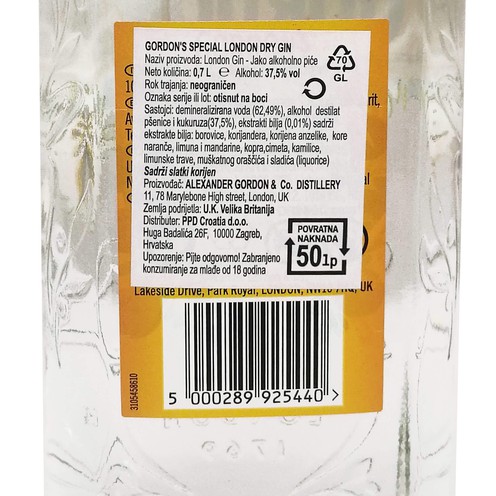 GORDON'S SPECIAL LONDON DRY GIN
Naziv proizvoda: London Gin - Jako alkoholno piće
Neto količina: 0,7 L ℮ Alkohol: 37,5% vol
Rok trajanja: neograničen
Oznaka serije ili lot: otisnut na boci
Sastojci: demineralizirana voda (62,49%), alkohol destilat
pšenice i kukuruza(37,5%), ekstrakti bilja (0,01%) sadrži
ekstrakte bilja: borovice, korijandera, korijena anzelike, kore
naranče, limuna i mandarine, kopra,cimeta, kamilice,
limunske trave, muškatnog oraščića i sladića (liquorice)
Sadrži slatki korijen
Proizvođač: ALEXANDER GORDON & Co. DISTILLERY
11, 78 Marylebone High street, London, UK
Zemlja podrijetla: U.K. Velika Britanija
Distributer: PPD Croatia d.o.o.
Huga Badalića 26F, 10000 Zagreb,
Hrvatska
Upozorenje: Pijte odgovorno! Zabranjeno
konzumiranje za mlađe od 18 godina
70
GL
POVRATNA
NAKNADA
50 lp
Lakeside Drive, Park Royal, LONDON, NW10 7HQ, UK
3105458610
5 000289 925440 >
1769